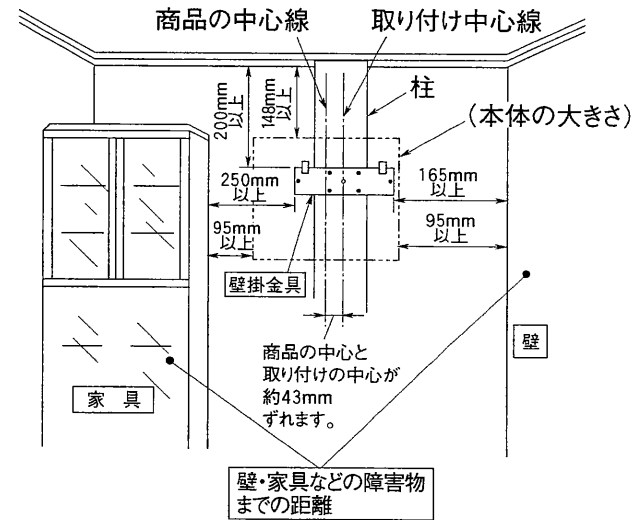 商品の中心線
取り付け中心線
柱
(本体の大きさ)
200mm
以上
148mm
以上
250mm
以上
165mm
以上
95mm
以上
95mm
以上
壁掛金具
壁
商品の中心と
取り付けの中心が
約43mm
ずれます。
家 具
壁・家具などの障害物
までの距離